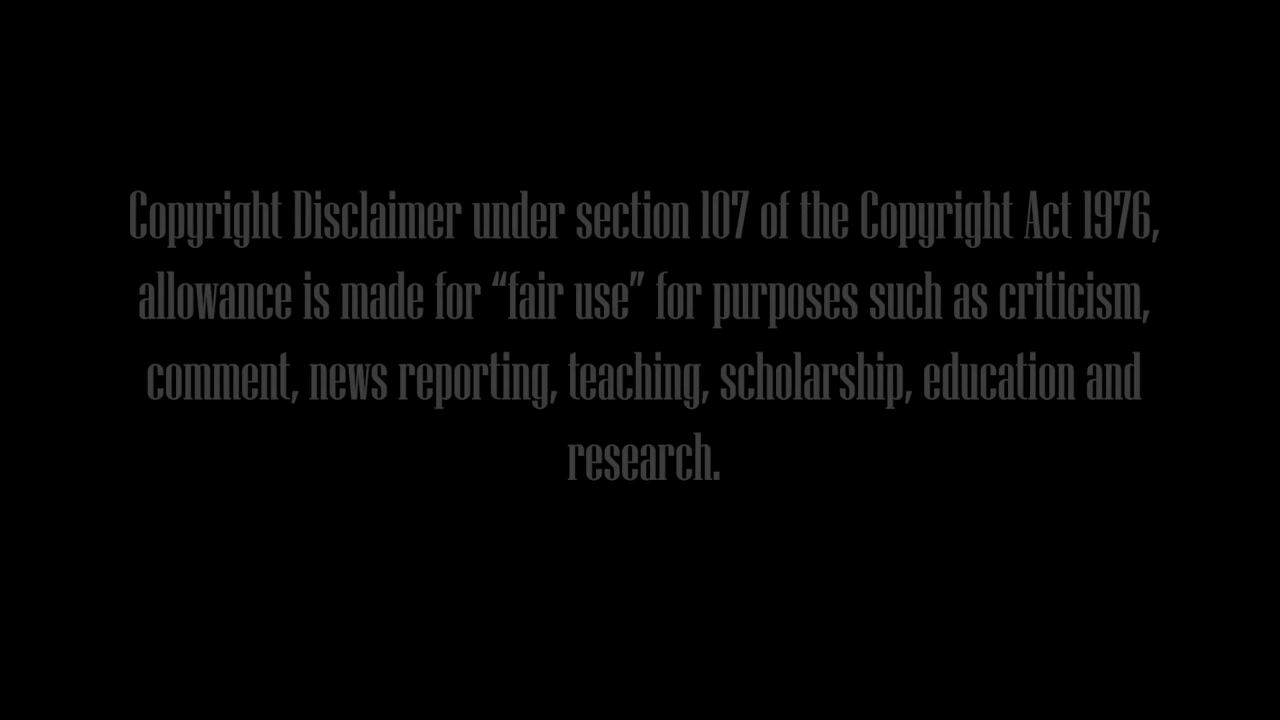 Copyright Disclaimer under section 107 of the Copyright Act 1976,
allowance is made for “fair use” for purposes such as criticism,
comment, news reporting, teaching, scholarship, education and
research.